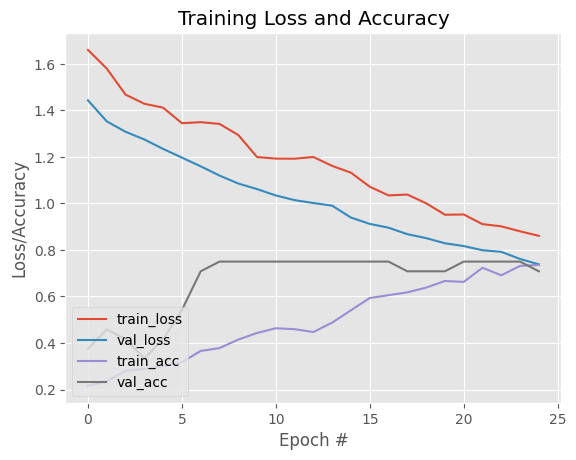 Training Loss and Accuracy
1.6
1.4
1.2
1.0
0.8
0.6
0.4
0.2
Loss/Accuracy
train_loss
val_loss
train_acc
val_acc
0 5 10 15 20 25
Epoch #